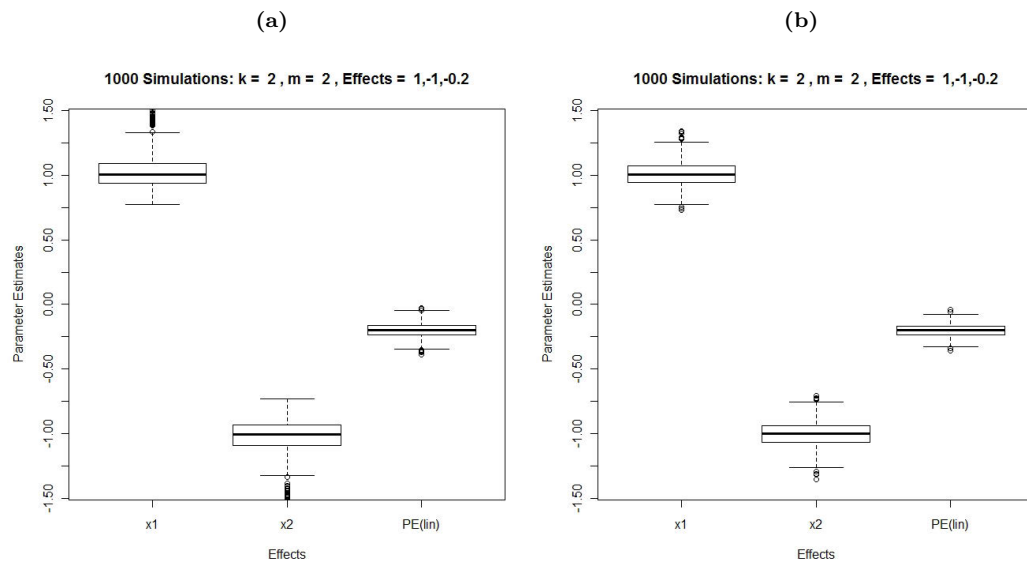 (a)
1000 Simulations: k = 2 , m = 2 , Effects = 1,-1,-0.2
Parameter Estimates
1.50
1.00
0.50
0.00
-0.50
-1.00
-1.50
x1 x2 PE(lin)
Effects
(b)
1000 Simulations: k = 2 , m = 2 , Effects = 1,-1,-0.2
Parameter Estimates
1.50
1.00
0.50
0.00
-0.50
-1.00
-1.50
x1 x2 PE(lin)
Effects